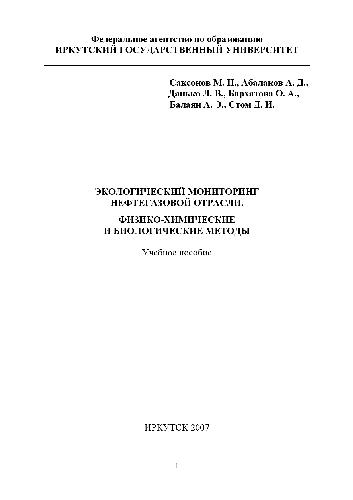 Федеральное агентство по образованию
ИРКУТСКИЙ ГОСУДАРСТВЕННЫЙ УНИВЕРСИТЕТ
Саксонов М. Н., Абаланов А. Д.,
Данько Л. В., Бархатова О. А.,
Балаян А. Э., Стом Д. И.
ЭКОЛОГИЧЕСКИЙ МОНИТОРИНГ
НЕФТЕГАЗОВОЙ ОТРАСЛИ.
ФИЗИКО-ХИМИЧЕСКИЕ
И БИОЛОГИЧЕСКИЕ МЕТОДЫ
Учебное пособие
ИРКУТСК 2007
1